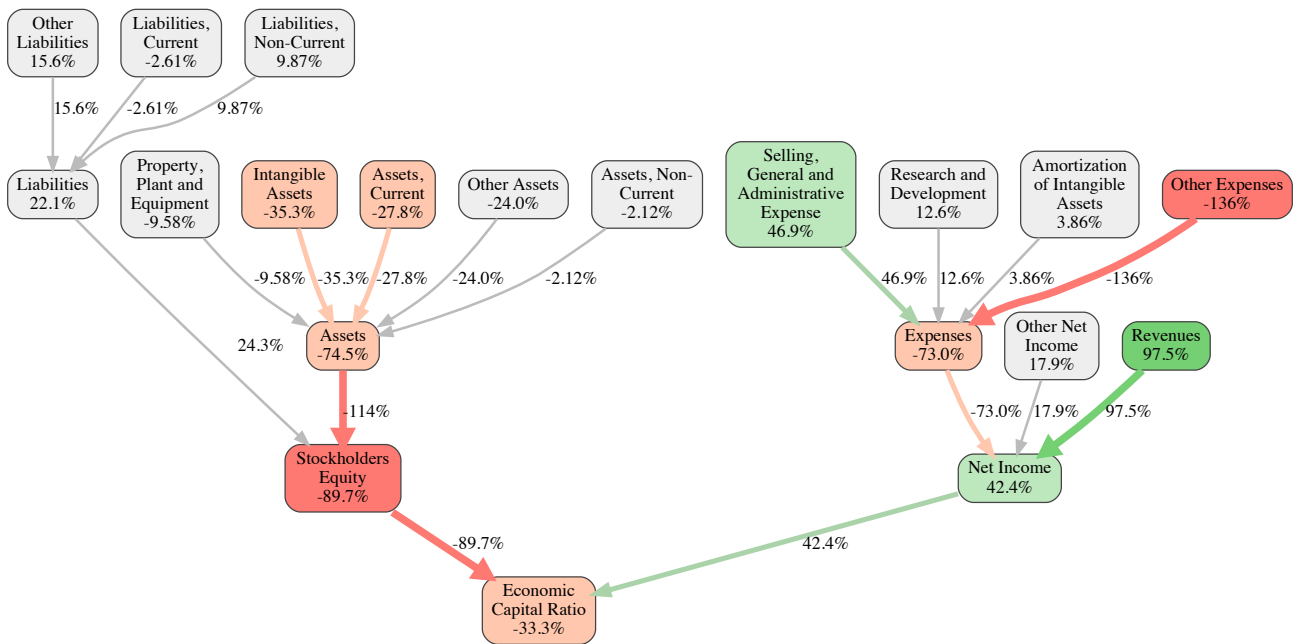 Other
Liabilities
15.6%
Liabilities,
Current
-2.61%
Liabilities,
Non-Current
9.87%
15.6%
-2.61%
9.87%
Liabilities
22.1%
Property,
Plant and
Equipment
-9.58%
Intangible
Assets
-35.3%
Assets,
Current
-27.8%
Other Assets
-24.0%
Assets, Non-
Current
-2.12%
Selling,
General and
Administrative
Expense
46.9%
Research and
Development
12.6%
Amortization
of Intangible
Assets
3.86%
Other Expenses
-136%
-9.58%
-35.3%
-27.8%
-24.0%
-2.12%
46.9%
12.6%
3.86%
-136%
24.3%
Assets
-74.5%
Expenses
-73.0%
Other Net
Income
17.9%
Revenues
97.5%
-114%
-73.0%
17.9%
97.5%
Stockholders
Equity
-89.7%
Net Income
42.4%
-89.7%
42.4%
Economic
Capital Ratio
-33.3%